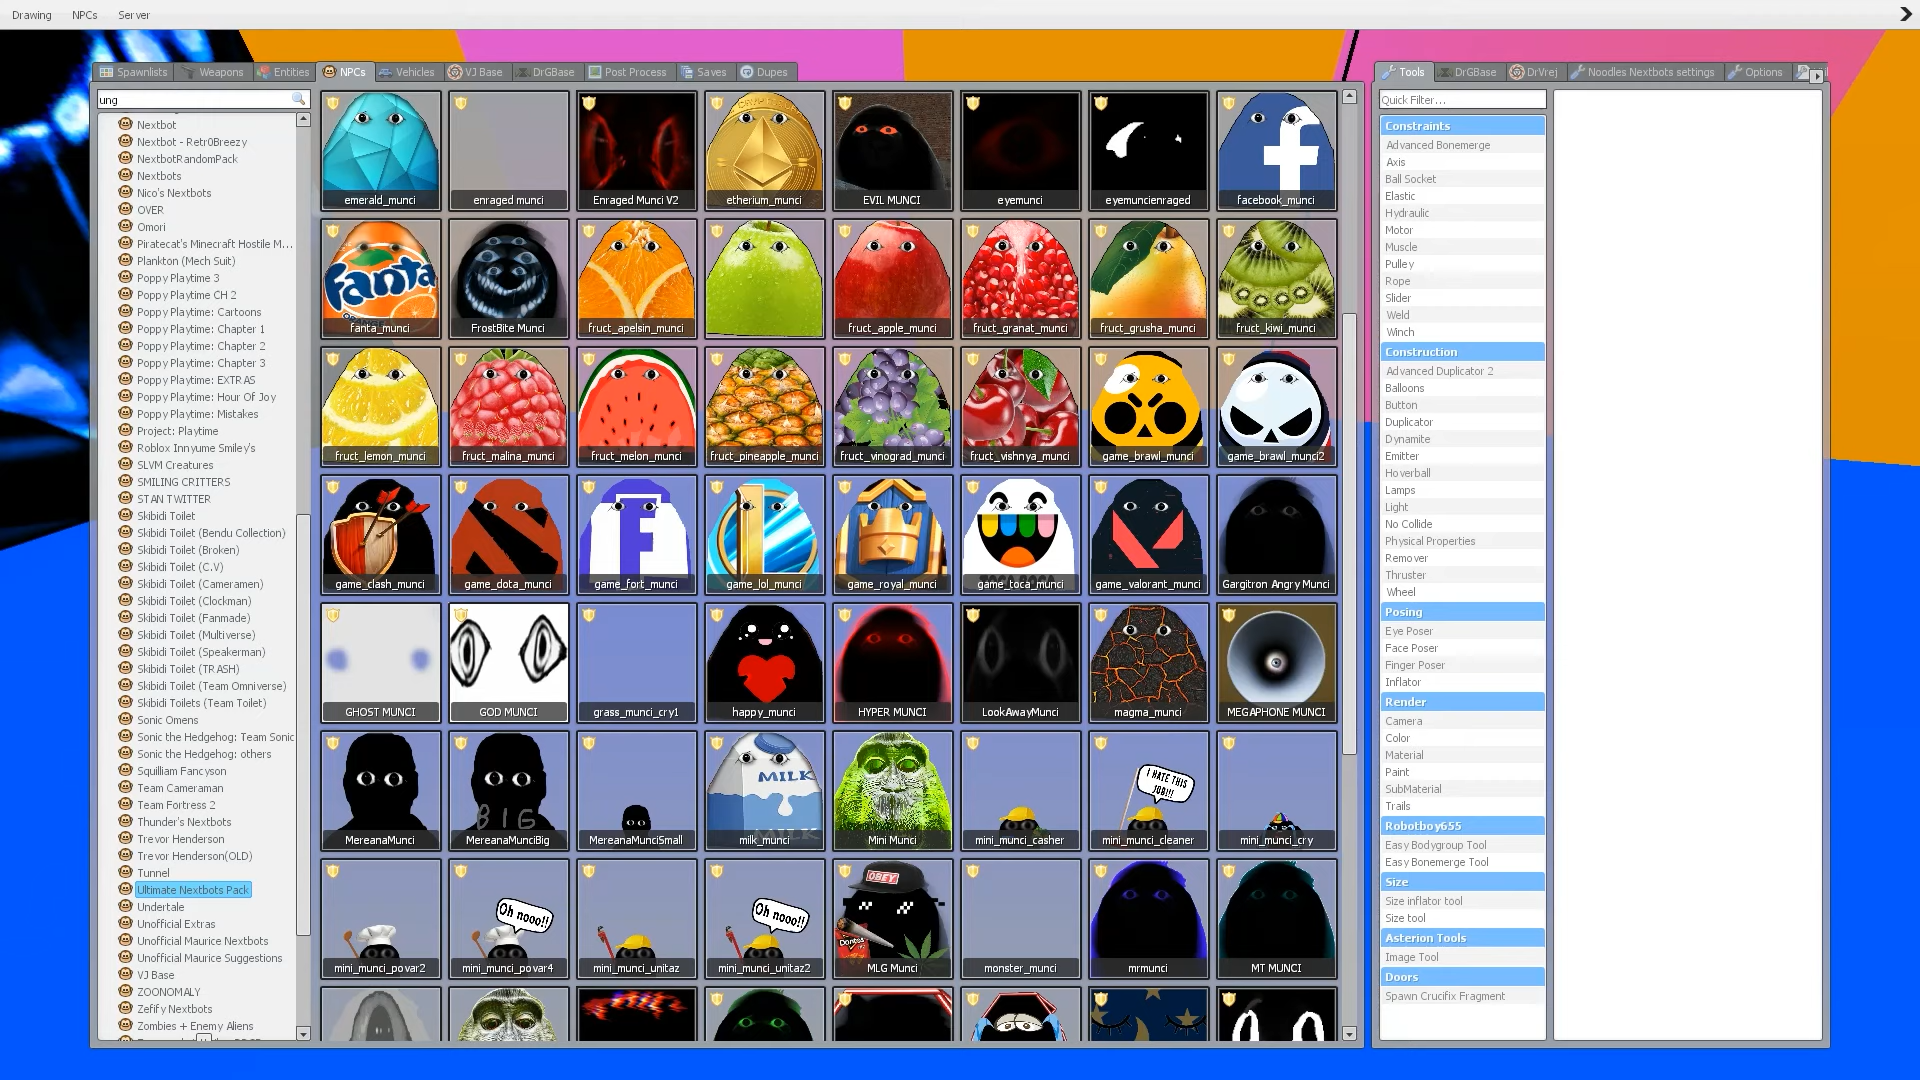 Drawing NPCs Server
Spawnlists Weapons Entities NPCs Vehicles VJ Base DrGBase Post Process Saves Dupes
ung
Nextbot
Nextbot - Retr0Breezy
NextbotRandomPack
Nextbots
Nico's Nextbots
OVER
Omori
Piratecat's Minecraft Hostile M...
Plankton (Mech Suit)
Poppy Playtime 3
Poppy Playtime CH 2
Poppy Playtime: Cartoons
Poppy Playtime: Chapter 1
Poppy Playtime: Chapter 2
Poppy Playtime: Chapter 3
Poppy Playtime: EXTRAS
Poppy Playtime: Hour Of Joy
Poppy Playtime: Mistakes
Project: Playtime
Roblox Innyume Smiley's
SLVM Creatures
SMILING CRITTERS
STAN TWITTER
Skibidi Toilet
Skibidi Toilet (Bendu Collection)
Skibidi Toilet (Broken)
Skibidi Toilet (C.V)
Skibidi Toilet (Cameramen)
Skibidi Toilet (Clockman)
Skibidi Toilet (Fanmade)
Skibidi Toilet (Multiverse)
Skibidi Toilet (Speakerman)
Skibidi Toilet (TRASH)
Skibidi Toilet (Team Omniverse)
Skibidi Toilets (Team Toilet)
Sonic Omens
Sonic the Hedgehog: Team Sonic
Sonic the Hedgehog: others
Squilliam Fancyson
Team Cameraman
Team Fortress 2
Thunder's Nextbots
Trevor Henderson
Trevor Henderson(OLD)
Tunnel
Ultimate Nextbots Pack
Undertale
Unofficial Extras
Unofficial Maurice Nextbots
Unofficial Maurice Suggestions
VJ Base
ZOONOMALY
Zefify Nextbots
Zombies + Enemy Aliens
emerald_munci enraged munci Enraged Munci V2 etherium_munci EVIL MUNCI eyemunci eyemuncienraged facebook_munci
fanta
fanta_munci FrostBite Munci fruct_apelsin_munci fruct_apple_munci fruct_granat_munci fruct_grusha_munci fruct_kiwi_munci
fruct_lemon_munci fruct_malina_munci fruct_melon_munci fruct_pineapple_munci fruct_vinograd_munci fruct_vishnya_munci game_brawl_munci game_brawl_munci2
game_clash_munci game_dota_munci game_fort_munci game_lol_munci game_royal_munci game_toca_munci game_valorant_munci Gargitron Angry Munci
GHOST MUNCI GOD MUNCI grass_munci_cry1 happy_munci HYPER MUNCI LookAwayMunci magma_munci MEGAPHONE MUNCI
BIG
MILK
I HATE THIS
JOB!!!
MereanaMunci MereanaMunciBig MereanaMunciSmall milk_munci Mini Munci mini_munci_casher mini_munci_cleaner mini_munci_cry
Oh nooo!!
Oh nooo!!
OBEY
Doritos
mini_munci_povar2 mini_munci_povar4 mini_munci_unitaz mini_munci_unitaz2 MLG Munci monster_munci mrmunci MT MUNCI
Tools DrGBase DrVrej Noodles Nextbots settings Options
Quick Filter...
Constraints
Advanced Bonemerge
Axis
Ball Socket
Elastic
Hydraulic
Motor
Muscle
Pulley
Rope
Slider
Weld
Winch
Construction
Advanced Duplicator 2
Balloons
Button
Duplicator
Dynamite
Emitter
Hoverball
Lamps
Light
No Collide
Physical Properties
Remover
Thruster
Wheel
Posing
Eye Poser
Face Poser
Finger Poser
Inflator
Render
Camera
Color
Material
Paint
SubMaterial
Trails
Robotboy655
Easy Bodygroup Tool
Easy Bonemerge Tool
Size
Size inflator tool
Size tool
Asterion Tools
Image Tool
Doors
Spawn Crucifix Fragment